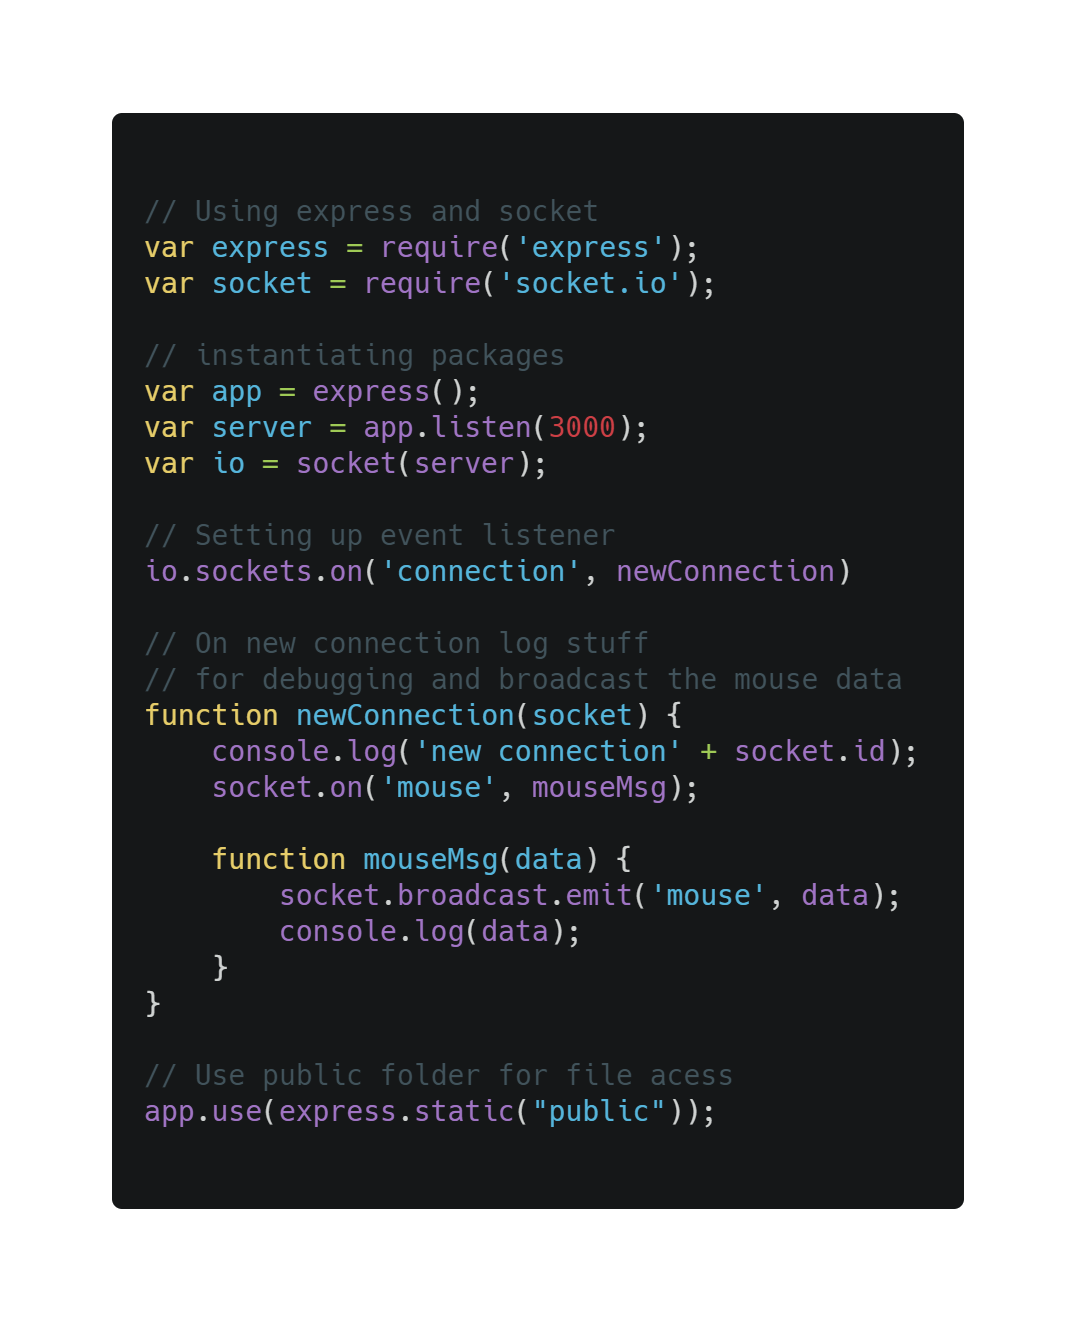 // Using express and socket
var express = require('express');
var socket = require('socket.io');

// instantiating packages
var app = express();
var server = app.listen(3000);
var io = socket(server);

// Setting up event listener
io.sockets.on('connection', newConnection)

// On new connection log stuff
// for debugging and broadcast the mouse data
function newConnection(socket) {
    console.log('new connection' + socket.id);
    socket.on('mouse', mouseMsg);

    function mouseMsg(data) {
        socket.broadcast.emit('mouse', data);
        console.log(data);
    }
}

// Use public folder for file acess
app.use(express.static("public"));